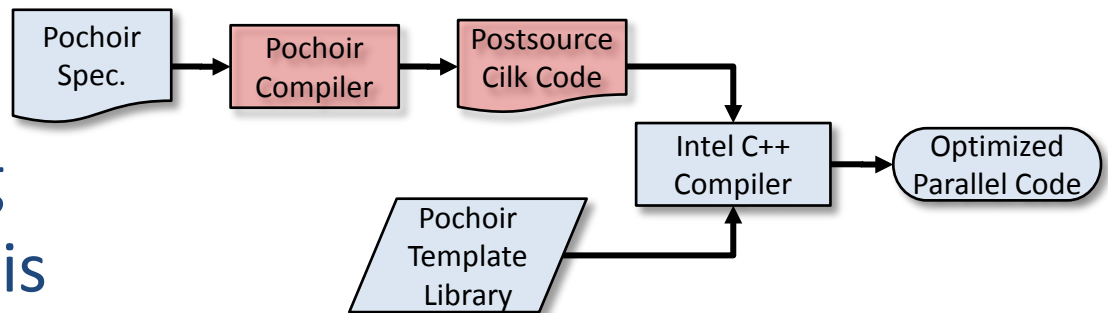 Pochoir
Spec.
Pochoir
Compiler
Postsource
Cilk Code
Intel C++
Compiler
Optimized
Parallel Code
Pochoir
Template
Library
is